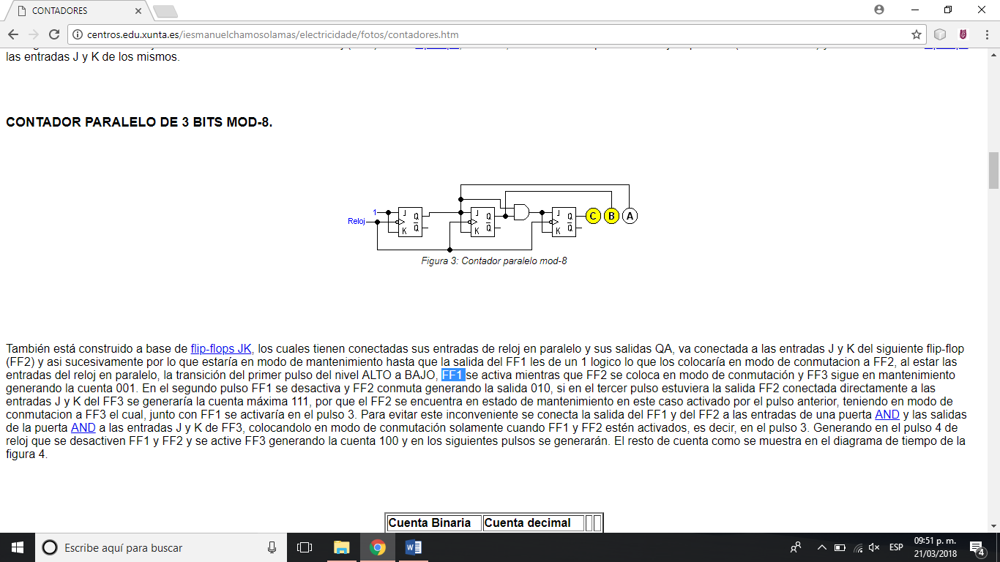 CONTADORES
centros.edu.xunta.es/iesmanuelchamosolamas/electricidade/fotos/contadores.htm
las entradas J y K de los mismos.
CONTADOR PARALELO DE 3 BITS MOD-8.
1
Reloj
J Q
K Q
J Q
K Q
J Q
K Q
C B A
Figura 3: Contador paralelo mod-8
También está construido a base de flip-flops JK, los cuales tienen conectadas sus entradas de reloj en paralelo y sus salidas QA, va conectada a las entradas J y K del siguiente flip-flop
(FF2) y asi sucesivamente por lo que estaría en modo de mantenimiento hasta que la salida del FF1 les de un 1 logico lo que los colocaría en modo de conmutacion a FF2, al estar las
entradas del reloj en paralelo, la transición del primer pulso del nivel ALTO a BAJO, FF1 se activa mientras que FF2 se coloca en modo de conmutación y FF3 sigue en mantenimiento
generando la cuenta 001. En el segundo pulso FF1 se desactiva y FF2 conmuta generando la salida 010, si en el tercer pulso estuviera la salida FF2 conectada directamente a las
entradas J y K del FF3 se generaría la cuenta máxima 111, por que el FF2 se encuentra en estado de mantenimiento en este caso activado por el pulso anterior, teniendo en modo de
conmutacion a FF3 el cual, junto con FF1 se activaría en el pulso 3. Para evitar este inconveniente se conecta la salida del FF1 y del FF2 a las entradas de una puerta AND y las salidas
de la puerta AND a las entradas J y K de FF3, colocandolo en modo de conmutación solamente cuando FF1 y FF2 estén activados, es decir, en el pulso 3. Generando en el pulso 4 de
reloj que se desactiven FF1 y FF2 y se active FF3 generando la cuenta 100 y en los siguientes pulsos se generarán. El resto de cuenta como se muestra en el diagrama de tiempo de la
figura 4.
Cuenta Binaria Cuenta decimal
Escribe aquí para buscar
ESP
09:51 p. m.
21/03/2018
4